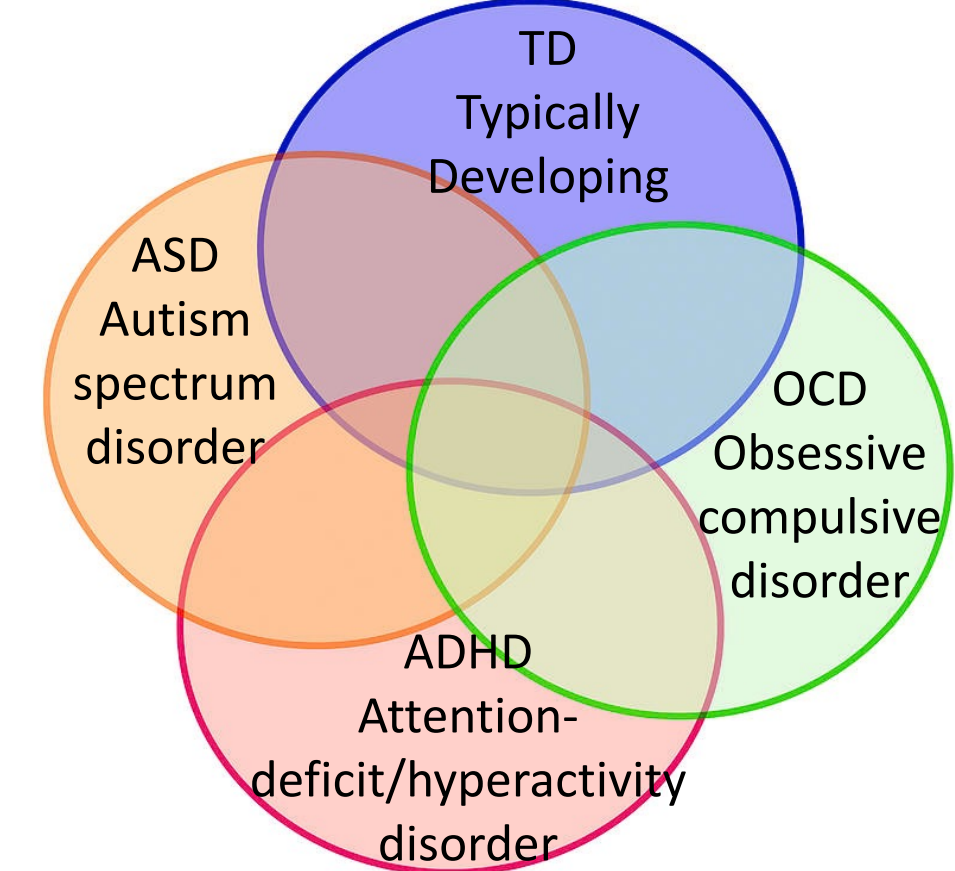 TD
Typically
Developing
ASD
Autism
spectrum
disorder
OCD
Obsessive
compulsive
disorder
ADHD
Attention-
deficit/hyperactivity
disorder